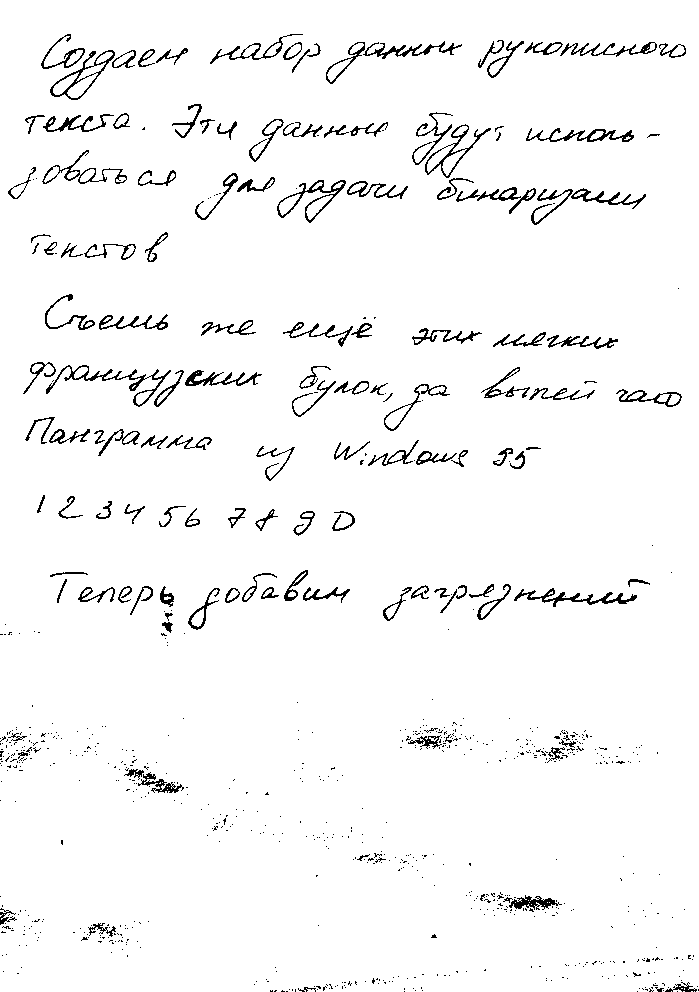 Создаем набор данных рукописного
текста. Эти данные будут исполь-
зоваться для задачи бинаризации
текстов
Съешь же ещё этих мягких
французских булок, да выпей чаю
Панграмма из Windows 95
1 2 3 4 5 6 7 8 9 0
Теперь добавим загрязнений